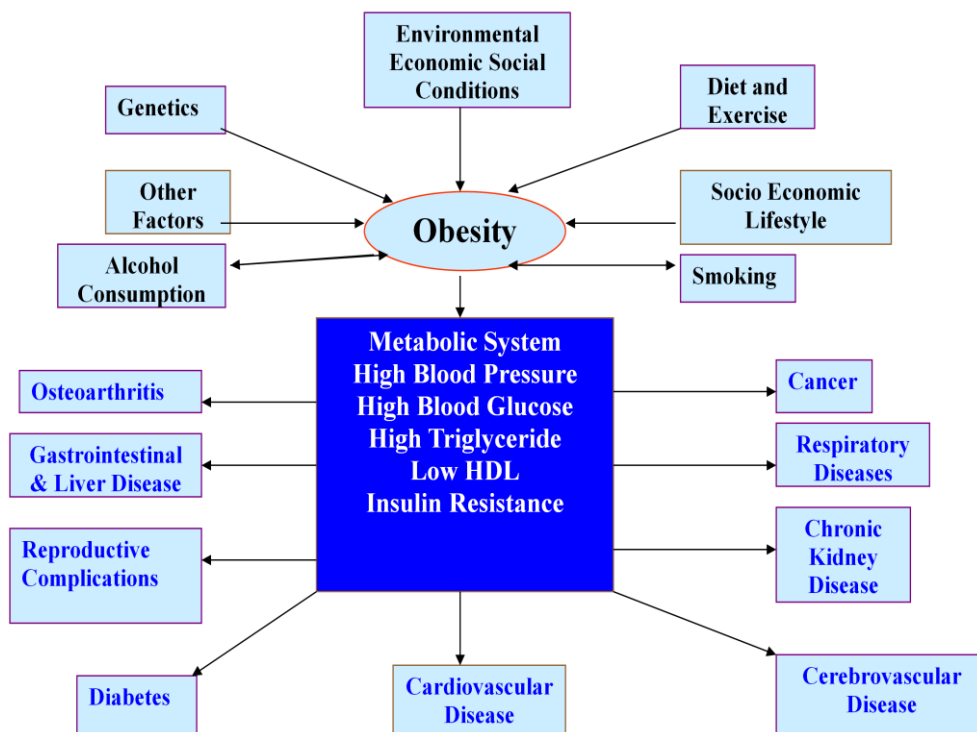 Environmental
Economic Social
Conditions
Genetics
Diet and
Exercise
Other
Factors
Socio Economic
Lifestyle
Obesity
Alcohol
Consumption
Smoking
Metabolic System
High Blood Pressure
High Blood Glucose
High Triglyceride
Low HDL
Insulin Resistance
Osteoarthritis
Cancer
Gastrointestinal
& Liver Disease
Respiratory
Diseases
Reproductive
Complications
Chronic
Kidney
Disease
Diabetes
Cardiovascular
Disease
Cerebrovascular
Disease